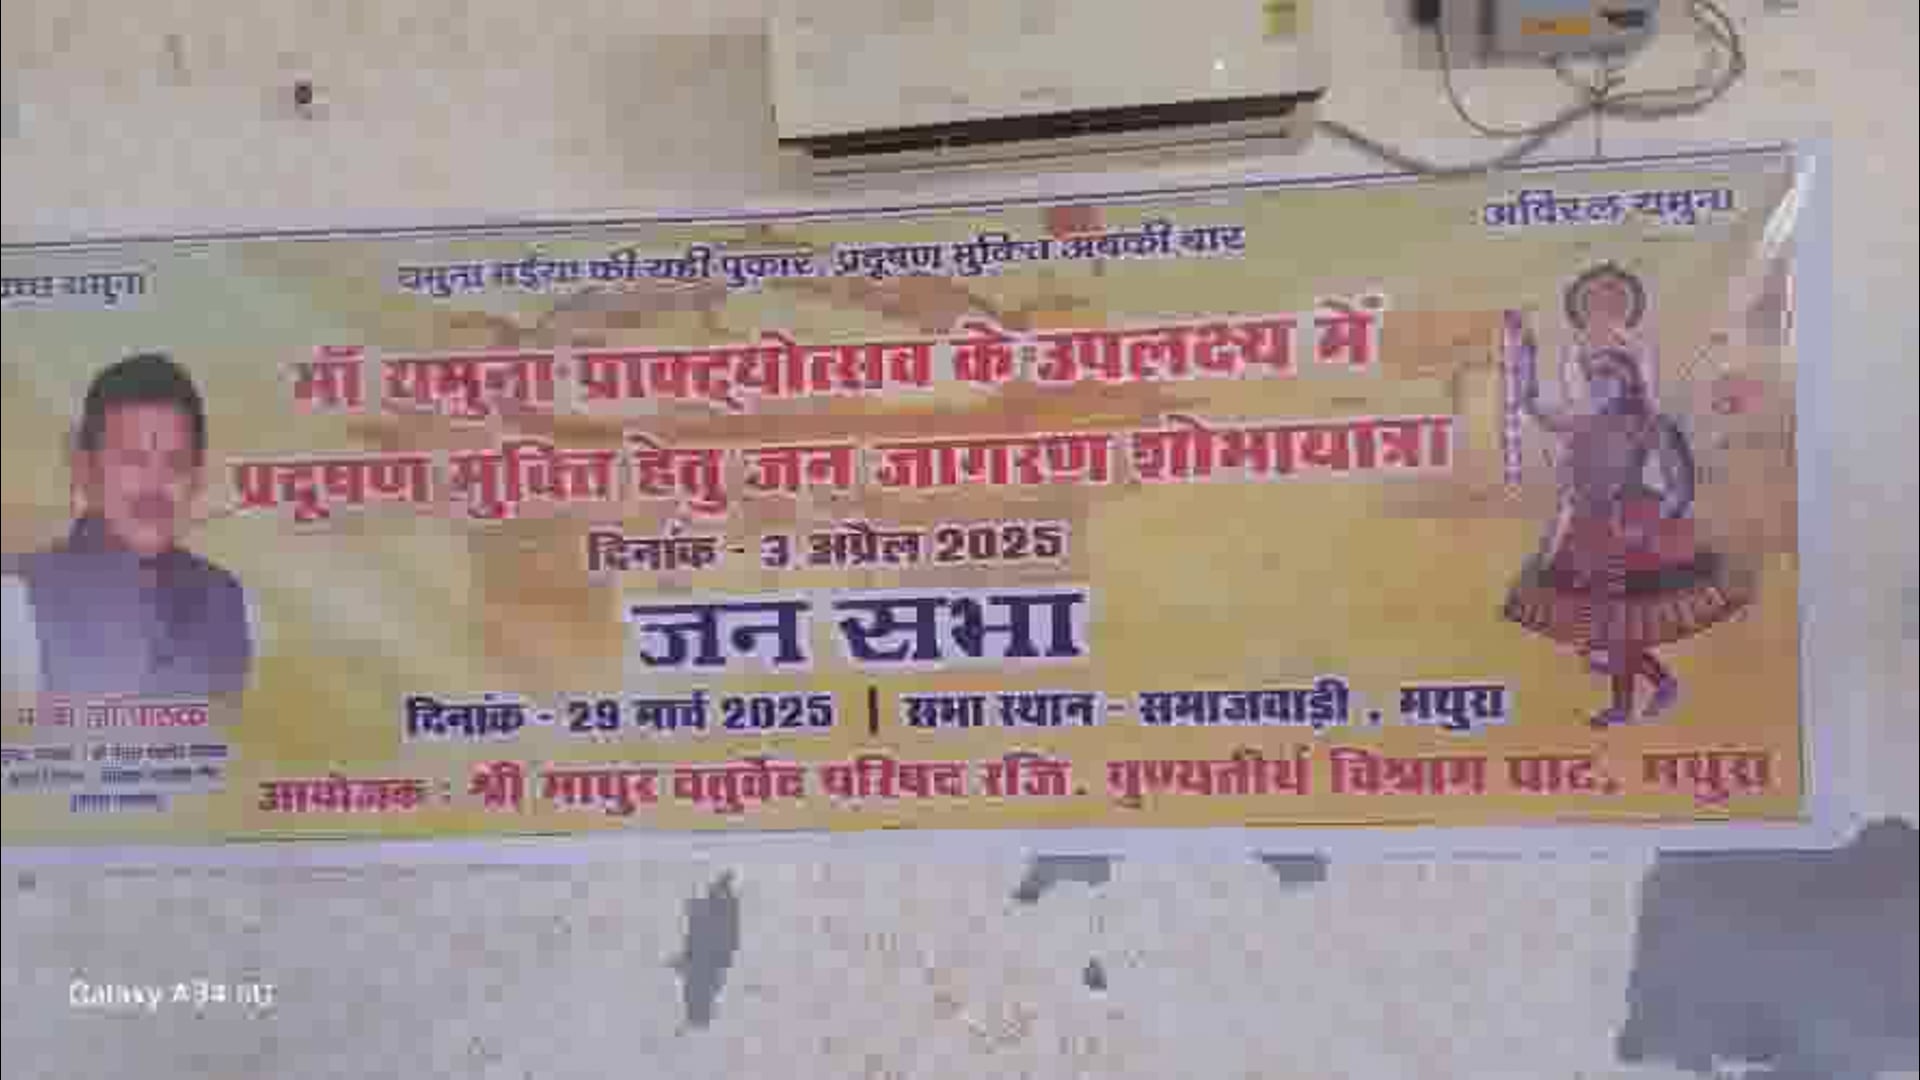 अविरल यमुना
यमुना मईया की यही पुकार, प्रदूषण मुक्ति अबकी बार
यमुना
माँ यमुना प्राक्ट्योत्सव के उपलक्ष्य में
प्रदूषण मुक्ति हेतु जन जागरण शोभायात्रा
दिनांक - 3 अप्रैल 2025
जन सभा
दिनांक - 29 मार्च 2025 | सभा स्थान - समाजवाड़ी , मथुरा
आयोजक : श्री माथुर चतुर्वेद परिषद रजि. पुण्यतीर्थ विश्राम घाट, मथुरा
Galaxy A34 5G